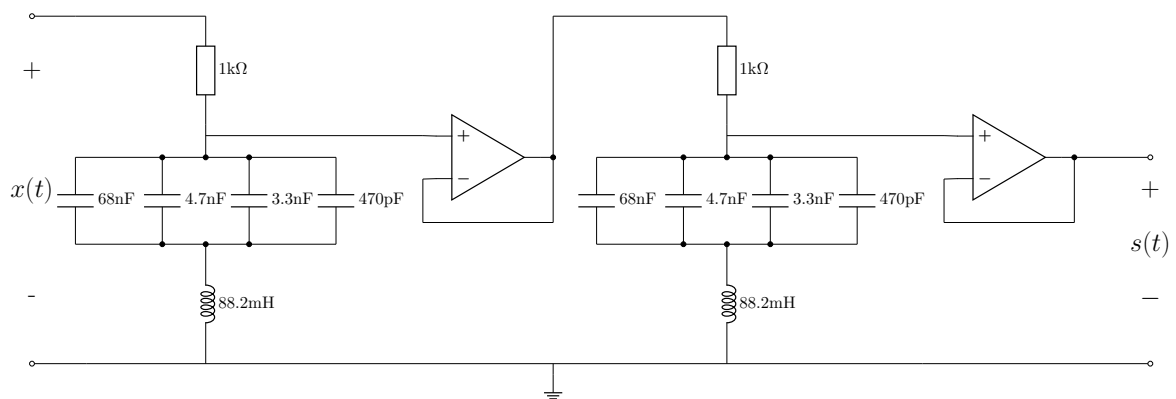 1kΩ
1kΩ
+
+
+
x(t)
68nF 4.7nF 3.3nF 470pF
−
68nF 4.7nF 3.3nF 470pF
−
+
s(t)
-
88.2mH
88.2mH
−